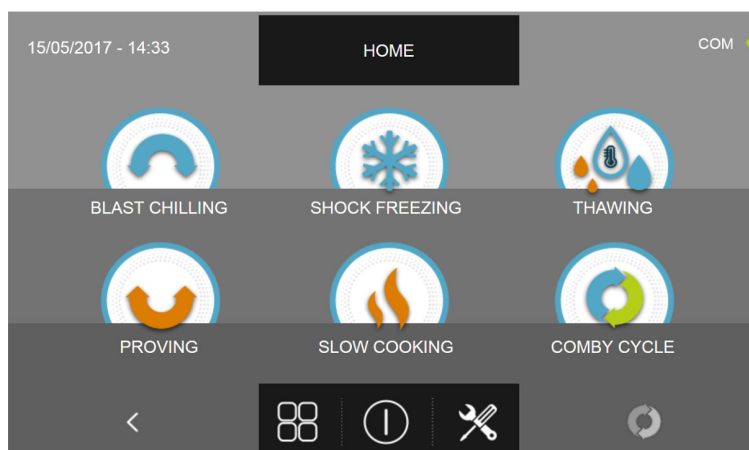 15/05/2017 - 14:33
HOME
COM
BLAST CHILLING
SHOCK FREEZING
THAWING
PROVING
SLOW COOKING
COMBY CYCLE